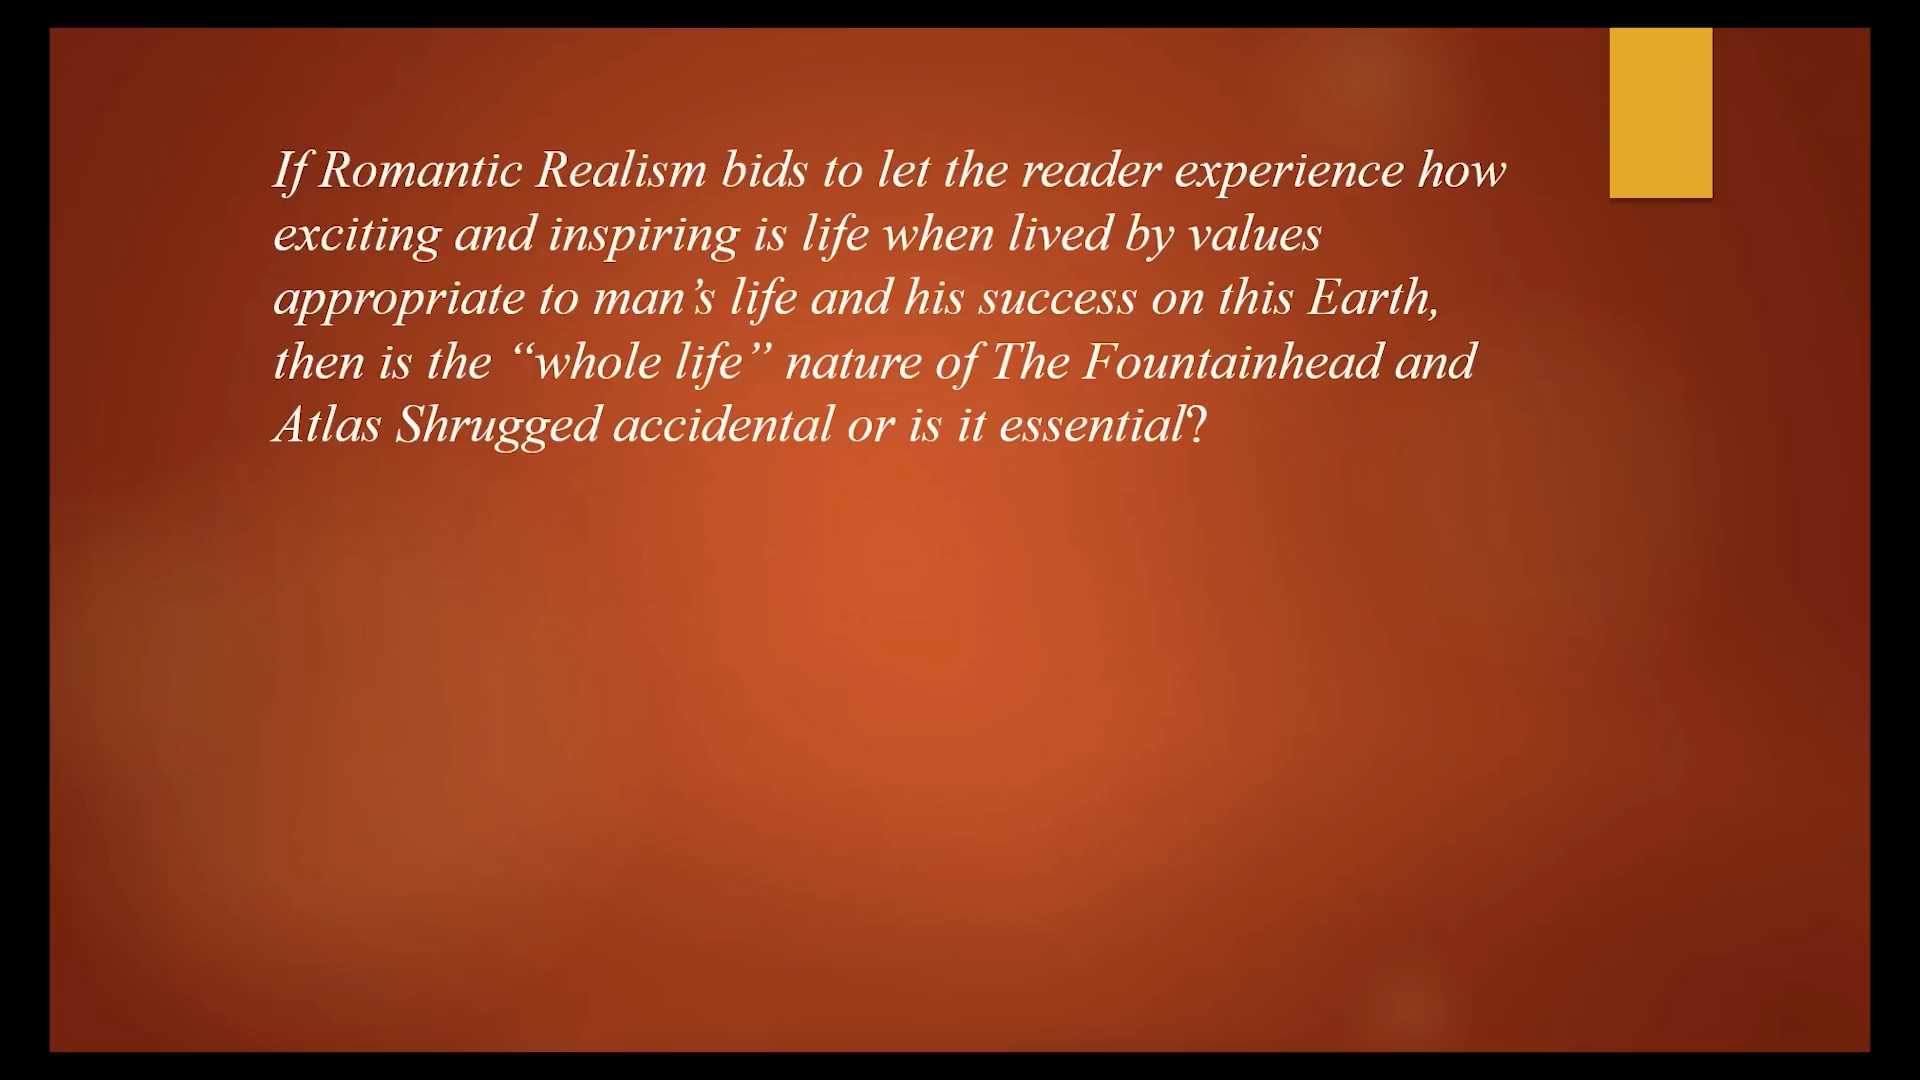 If Romantic Realism bids to let the reader experience how
exciting and inspiring is life when lived by values
appropriate to man’s life and his success on this Earth,
then is the “whole life” nature of The Fountainhead and
Atlas Shrugged accidental or is it essential?